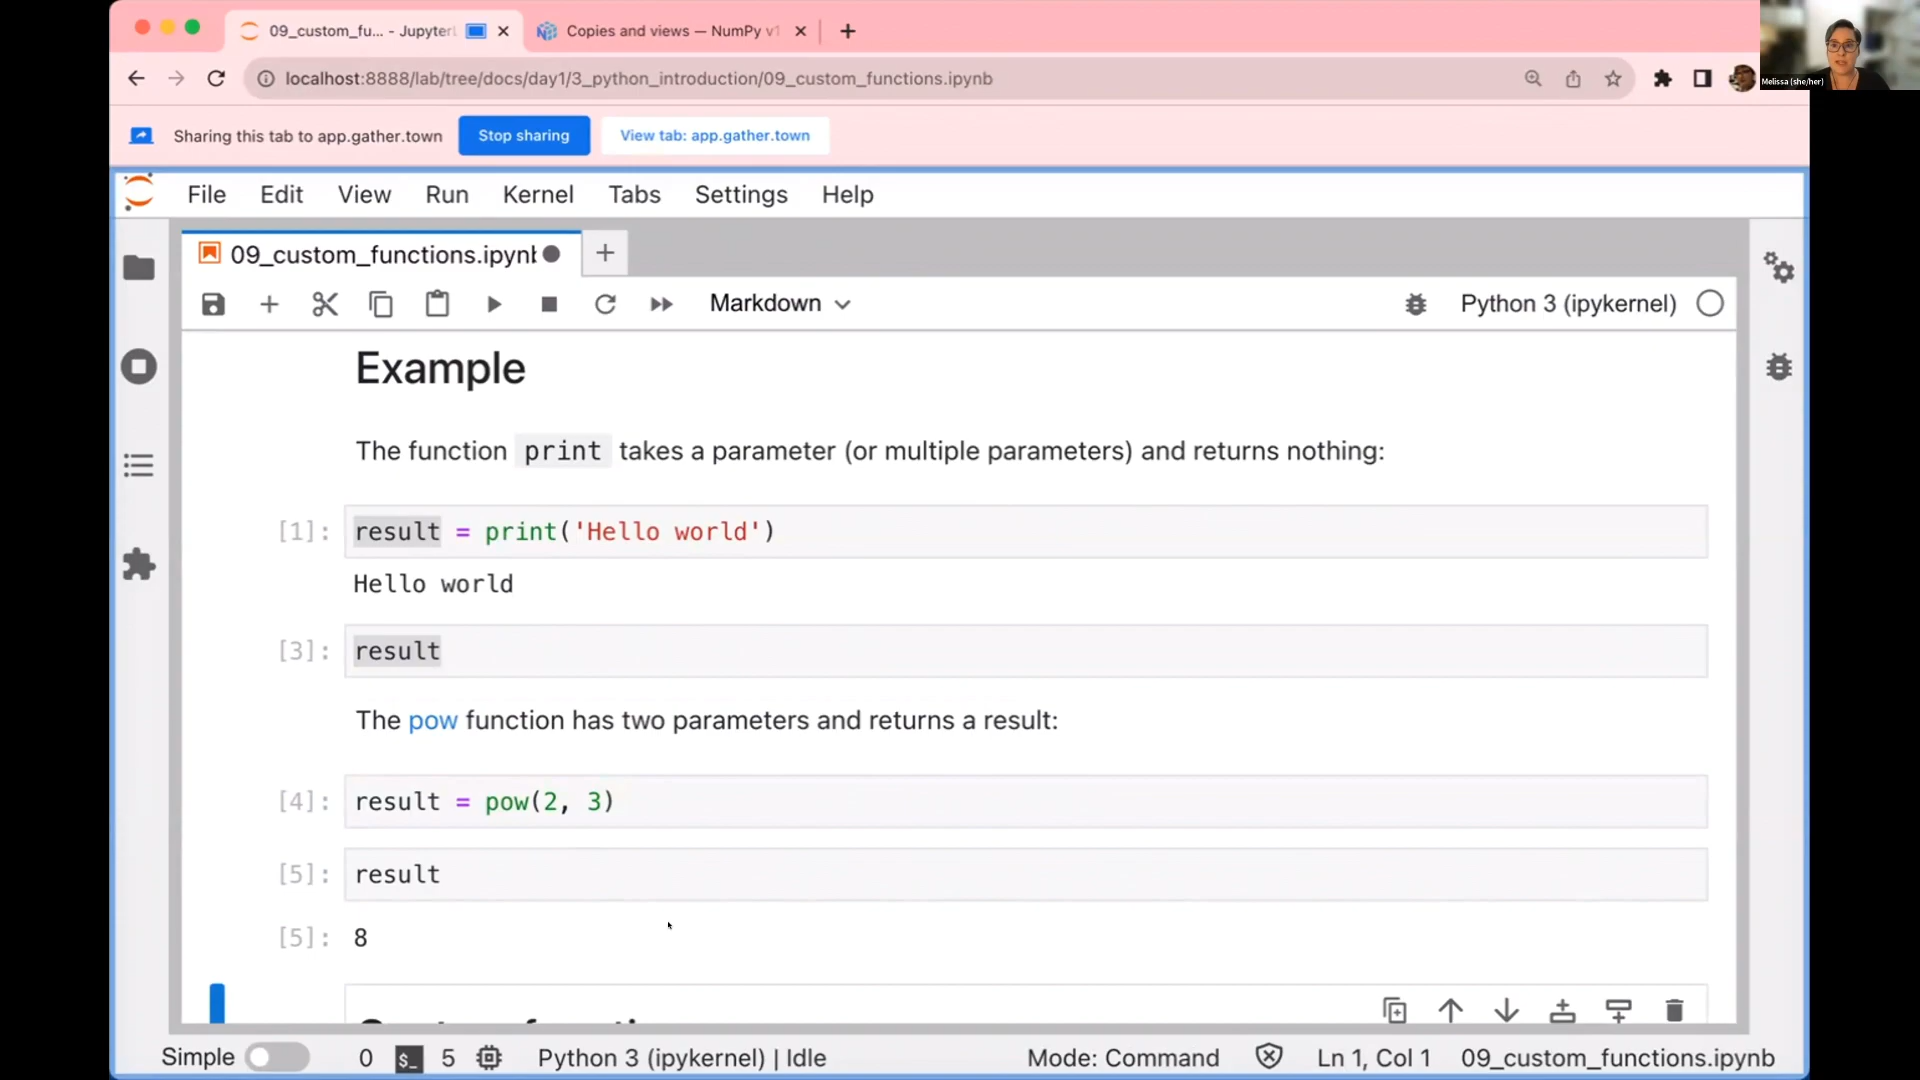 09_custom_fu... - Jupyter
Copies and views — NumPy v1
localhost:8888/lab/tree/docs/day1/3_python_introduction/09_custom_functions.ipynb
Melissa (she/her)
Sharing this tab to app.gather.town
Stop sharing
View tab: app.gather.town
File Edit View Run Kernel Tabs Settings Help
09_custom_functions.ipynb
Markdown
Python 3 (ipykernel)
Example
The function print takes a parameter (or multiple parameters) and returns nothing:
[1]: result = print('Hello world')
Hello world
[3]: result
The pow function has two parameters and returns a result:
[4]: result = pow(2, 3)
[5]: result
[5]: 8
Simple 0 $_ 5 Python 3 (ipykernel) | Idle Mode: Command Ln 1, Col 1 09_custom_functions.ipynb